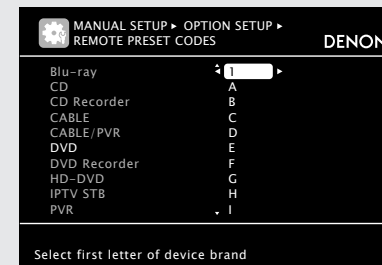 MANUAL SETUP ▸ OPTION SETUP ▸
REMOTE PRESET CODES
DENON
Blu-ray 1
CD A
CD Recorder B
CABLE C
CABLE/PVR D
DVD E
DVD Recorder F
HD-DVD G
IPTV STB H
PVR I
Select first letter of device brand